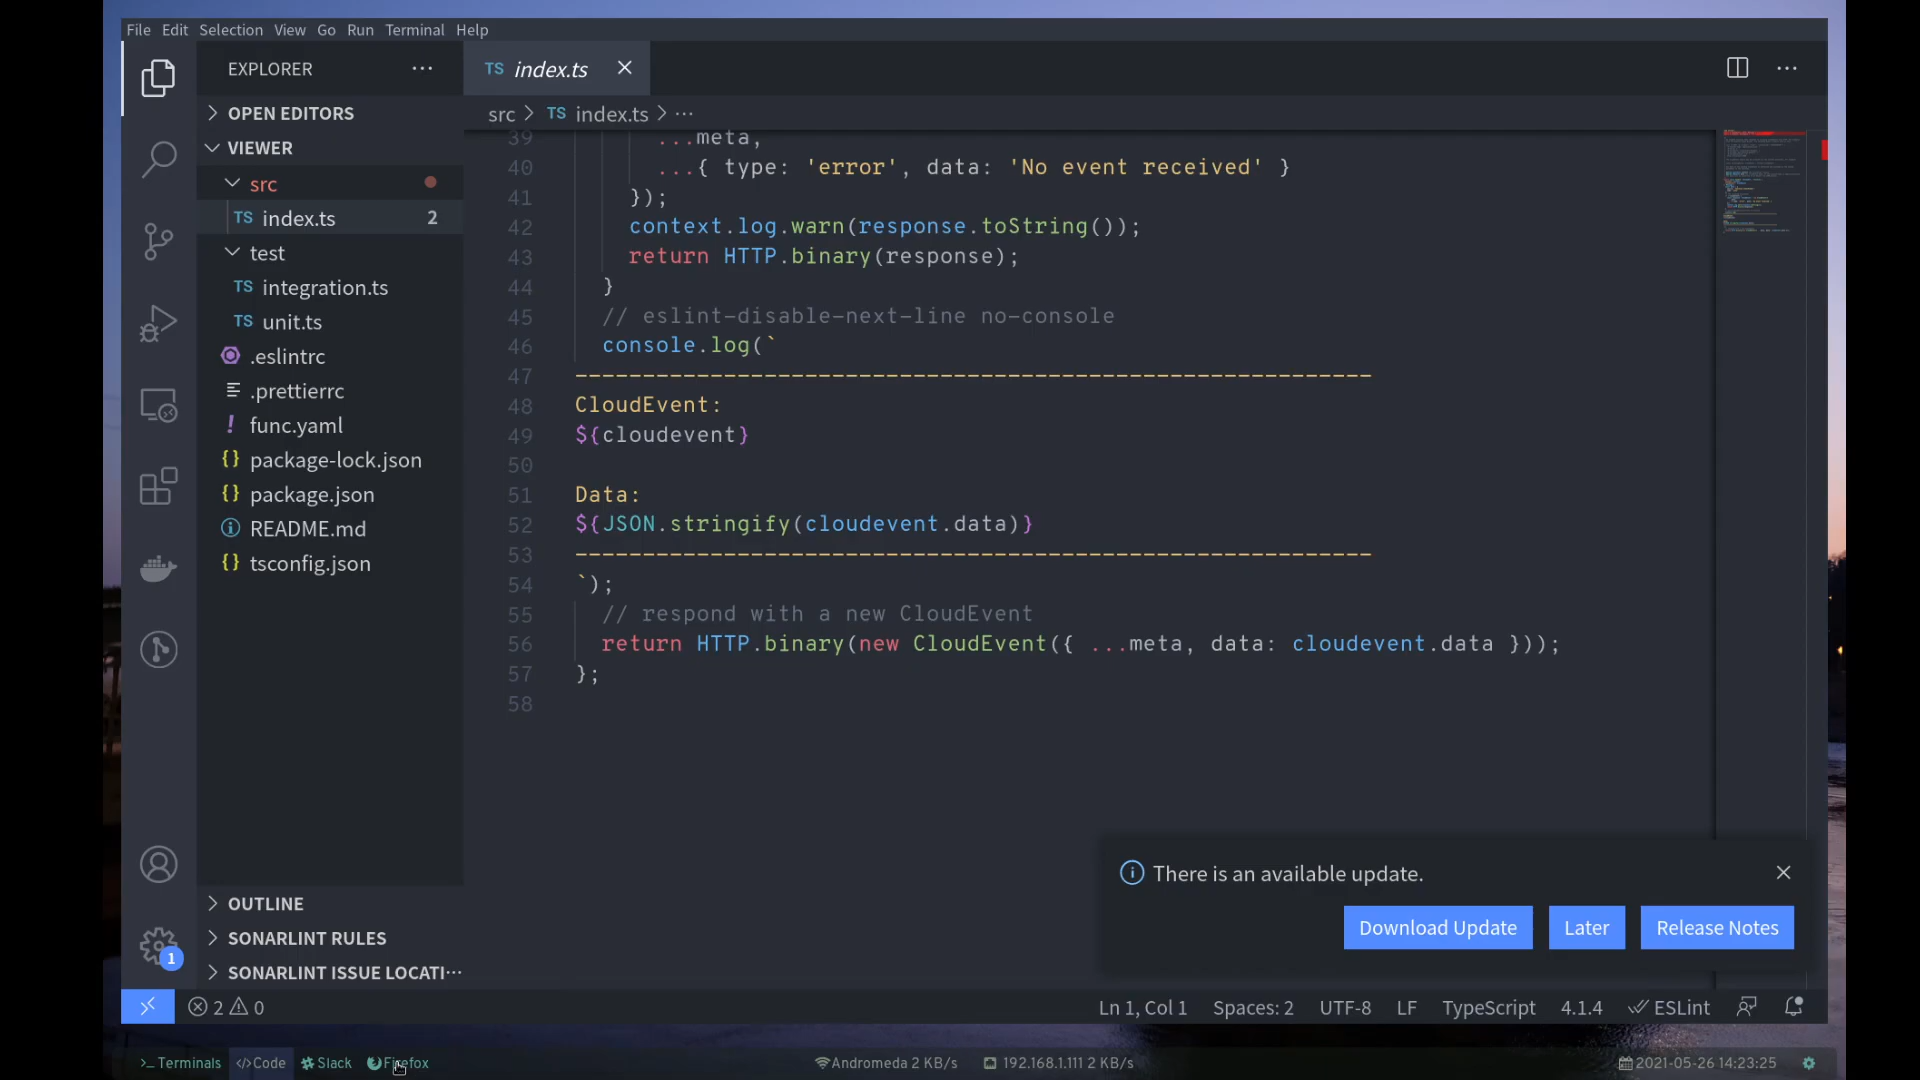 File Edit Selection View Go Run Terminal Help
EXPLORER ···
TS index.ts
OPEN EDITORS
src > TS index.ts > ···
VIEWER
src
TS index.ts 2
test
TS integration.ts
TS unit.ts
.eslintrc
.prettierrc
! func.yaml
{} package-lock.json
{} package.json
README.md
{} tsconfig.json
OUTLINE
SONARLINT RULES
SONARLINT ISSUE LOCATI···
39 ...meta,
40 ...{ type: 'error', data: 'No event received' }
41 });
42 context.log.warn(response.toString());
43 return HTTP.binary(response);
44 }
45 // eslint-disable-next-line no-console
46 console.log(`
47 -----------------------------------------------------------
48 CloudEvent:
49 ${cloudevent}
50
51 Data:
52 ${JSON.stringify(cloudevent.data)}
53 -----------------------------------------------------------
54 `);
55 // respond with a new CloudEvent
56 return HTTP.binary(new CloudEvent({ ...meta, data: cloudevent.data }));
57 };
58
There is an available update.
Download Update Later Release Notes
1
2 0 Ln 1, Col 1 Spaces: 2 UTF-8 LF TypeScript 4.1.4 ESLint
>_ Terminals </>Code Slack Firefox Andromeda 2 KB/s 192.168.1.111 2 KB/s 2021-05-26 14:23:25